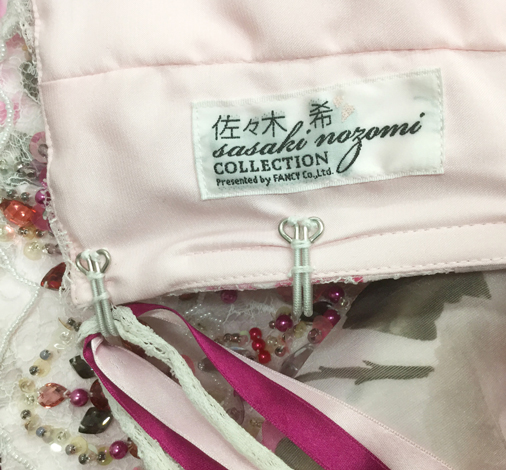 佐々木 希
sasaki nozomi
COLLECTION
Presented by FANCY Co.,Ltd.